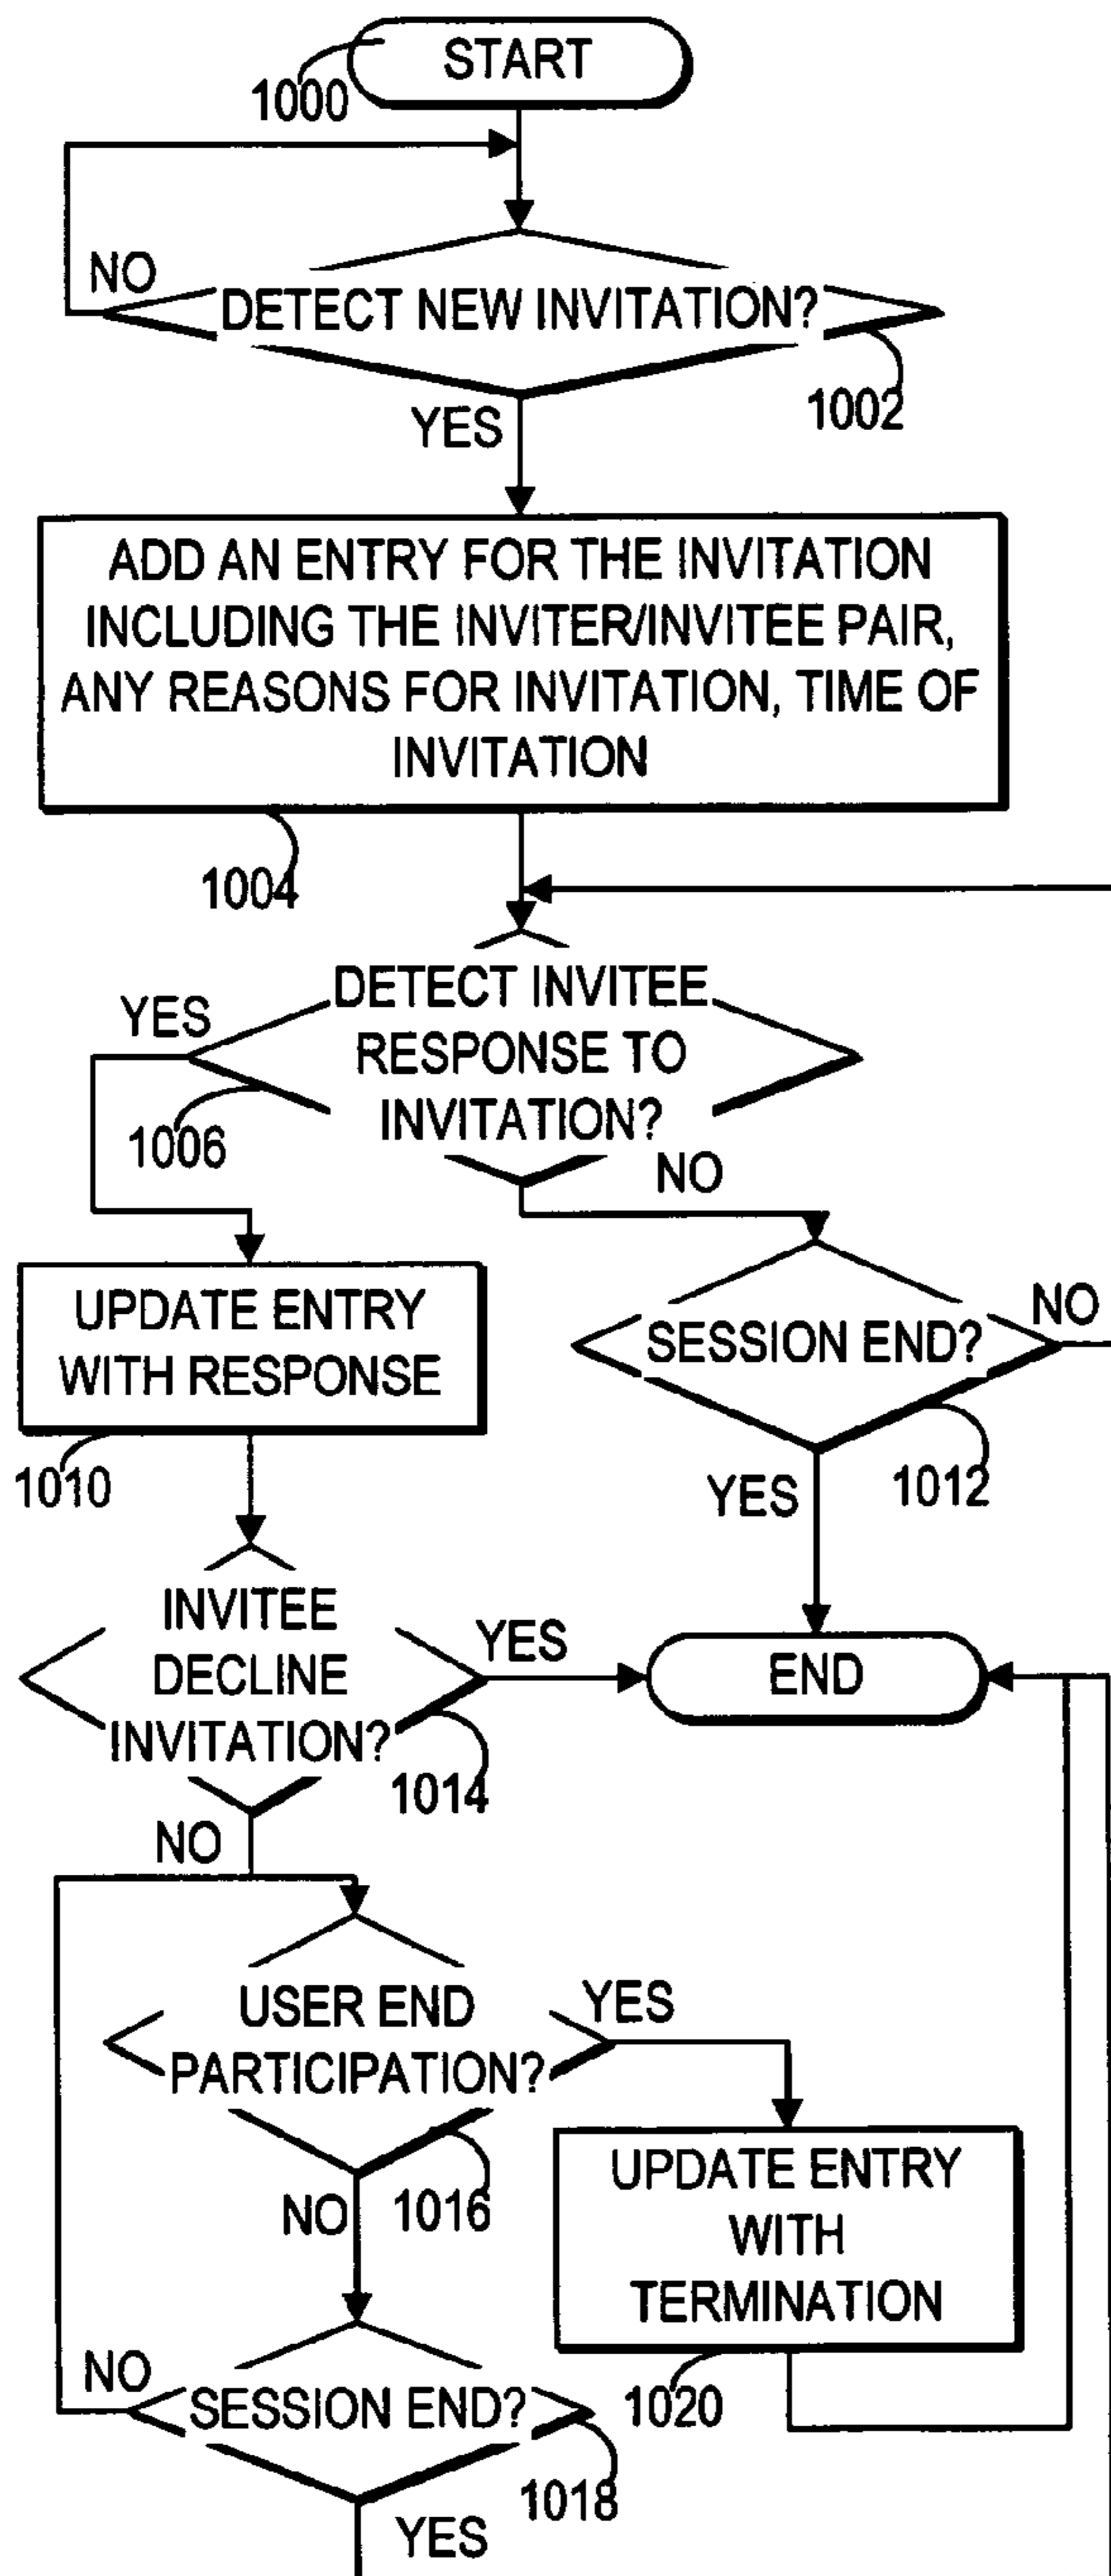 START
1000
NO
DETECT NEW INVITATION?
1002
YES
ADD AN ENTRY FOR THE INVITATION
INCLUDING THE INVITER/INVITEE PAIR,
ANY REASONS FOR INVITATION, TIME OF
INVITATION
1004
DETECT INVITEE
RESPONSE TO
INVITATION?
YES
1006
NO
UPDATE ENTRY
WITH RESPONSE
1010
SESSION END?
NO
1012
YES
INVITEE
DECLINE
INVITATION?
YES
1014
END
NO
USER END
PARTICIPATION?
YES
1016
NO
UPDATE ENTRY
WITH
TERMINATION
1020
NO
SESSION END?
1018
YES